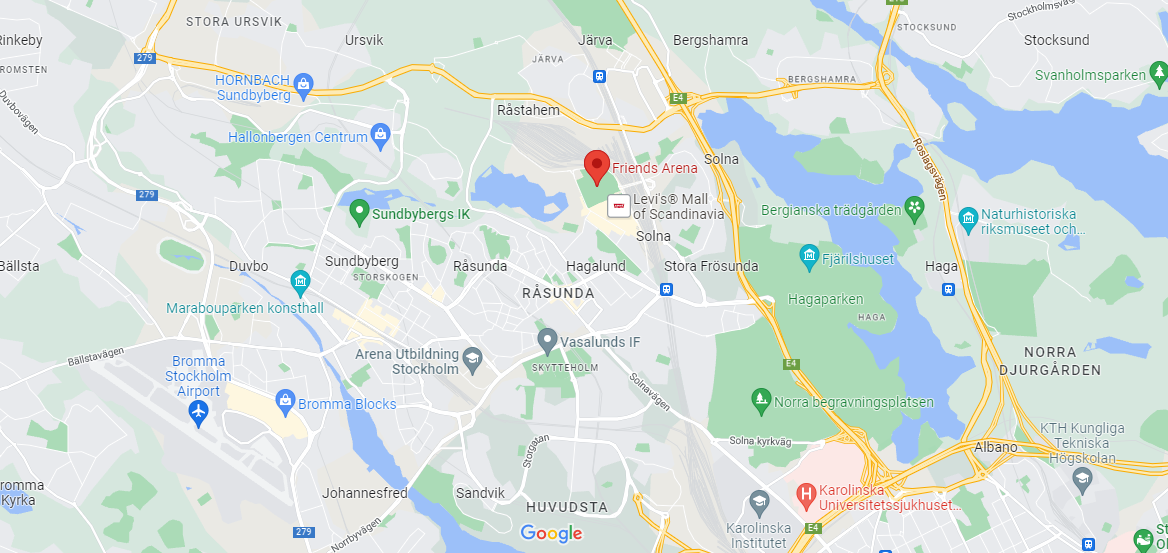 STORA URSVIK
Rinkeby
Ursvik
Järva
Bergshamra
STOCKSUND
Stockholmsvä
Stocksund
ROMSTEN
279
JÄRVA
BERGSHAMRA
Svanholmsparken
HORNBACH
Sundbyberg
Duvbovägen
E4
Råstahem
Hallonbergen Centrum
Solna
Roslagsvägen
Friends Arena
279
Levi's® Mall
of Scandinavia
Sundbybergs IK
Bergianska trädgården
Naturhistoriska
riksmuseet och...
Solna
Bällsta
Duvbo
Sundbyberg
STORSKOGEN
Råsunda
Hagalund
Stora Frösunda
Fjärilshuset
Haga
RÅSUNDA
Hagaparken
HAGA
Marabouparken konsthall
Vasalunds IF
Bällstavägen
Arena Utbildning
Stockholm
SKYTTEHOLM
E4
NORRA
DJURGÅRDEN
Bromma
Stockholm
Airport
Bromma Blocks
Solnavägen
Norra begravningsplatsen
KTH Kungliga
Tekniska
Högskolan
Solna kyrkväg
Storgatan
Albano
Bromma
Kyrka
Johannesfred
Sandvik
HUVUDSTA
Karolinska
Universitetssjukhuset...
Karolinska
Institutet
E4
279
Norrbyvägen
Google